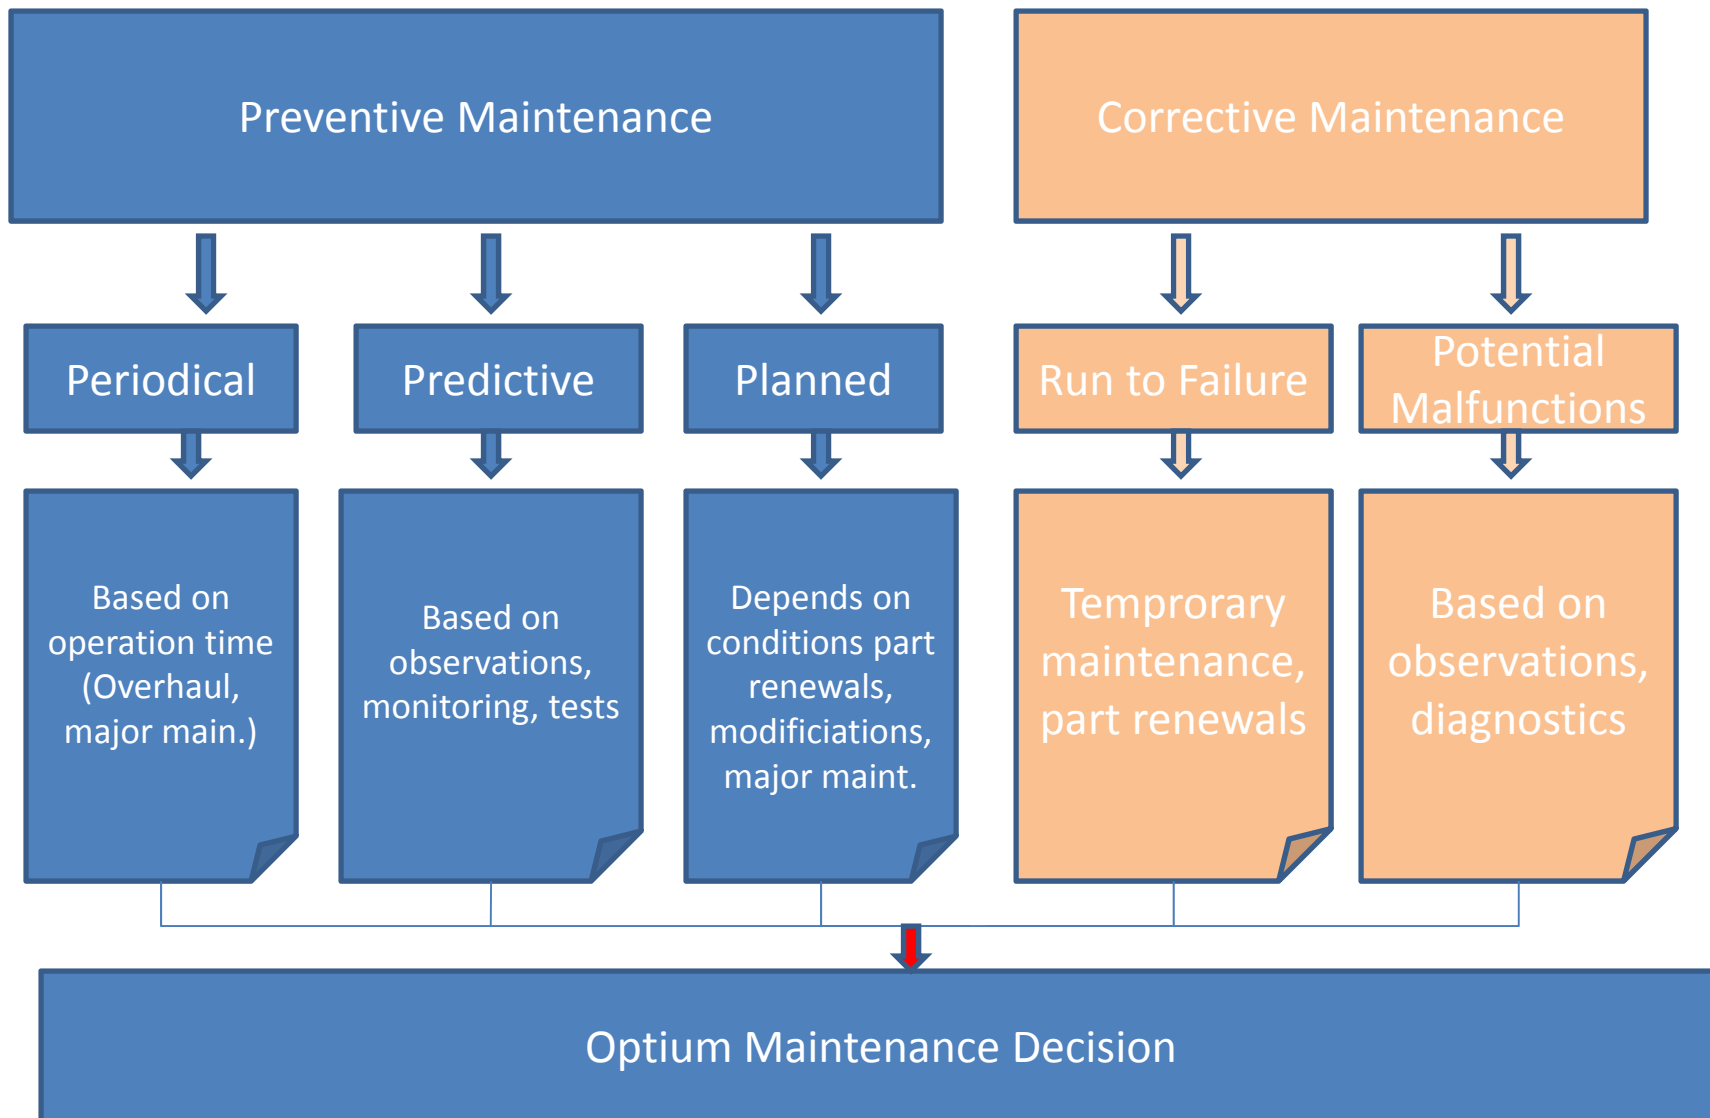 Preventive Maintenance
Corrective Maintenance
Periodical
Predictive
Planned
Run to Failure
Potential
Malfunctions
Based on
operation time
(Overhaul,
major main.)
Based on
observations,
monitoring, tests
Depends on
conditions part
renewals,
modificiations,
major maint.
Temprorary
maintenance,
part renewals
Based on
observations,
diagnostics
Optium Maintenance Decision